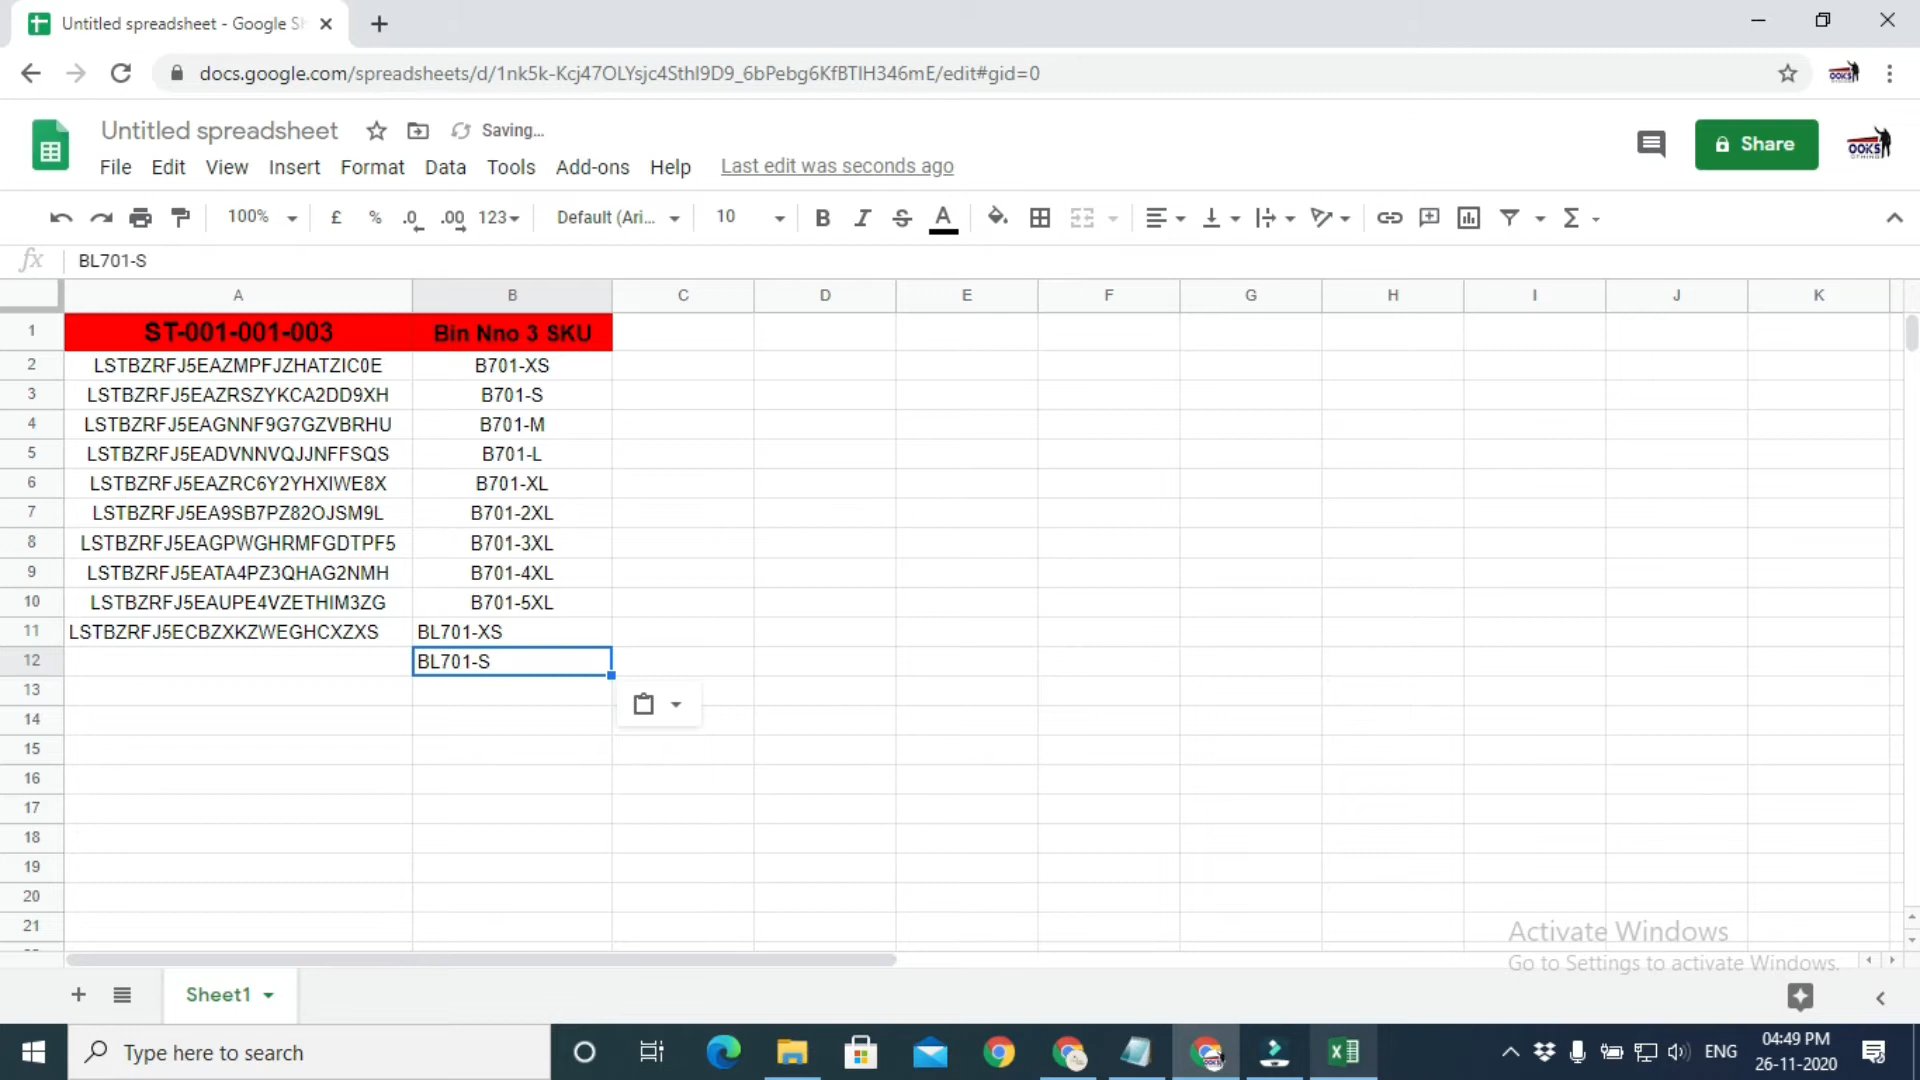 Untitled spreadsheet - Google Sh
docs.google.com/spreadsheets/d/1nk5k-Kcj47OLYsjc4SthI9D9_6bPebg6KfBTIH346mE/edit#gid=0
Untitled spreadsheet Saving...
File Edit View Insert Format Data Tools Add-ons Help Last edit was seconds ago
Share
100% £ % .0 .00 123 Default (Ari... 10 B I S A
fx BL701-S
A B C D E F G H I J K
1 ST-001-001-003 Bin Nno 3 SKU
2 LSTBZRFJ5EAZMPFJZHATZIC0E B701-XS
3 LSTBZRFJ5EAZRSZYKCA2DD9XH B701-S
4 LSTBZRFJ5EAGNNF9G7GZVBRHU B701-M
5 LSTBZRFJ5EADVNNVQJJNFFSQS B701-L
6 LSTBZRFJ5EAZRC6Y2YHXIWE8X B701-XL
7 LSTBZRFJ5EA9SB7PZ82OJSM9L B701-2XL
8 LSTBZRFJ5EAGPWGHRMFGDTPF5 B701-3XL
9 LSTBZRFJ5EATA4PZ3QHAG2NMH B701-4XL
10 LSTBZRFJ5EAUPE4VZETHIM3ZG B701-5XL
11 LSTBZRFJ5ECBZXKZWEGHCXZXS BL701-XS
12 BL701-S
13
14
15
16
17
18
19
20
21
Activate Windows
Go to Settings to activate Windows.
Sheet1
Type here to search
ENG
04:49 PM
26-11-2020